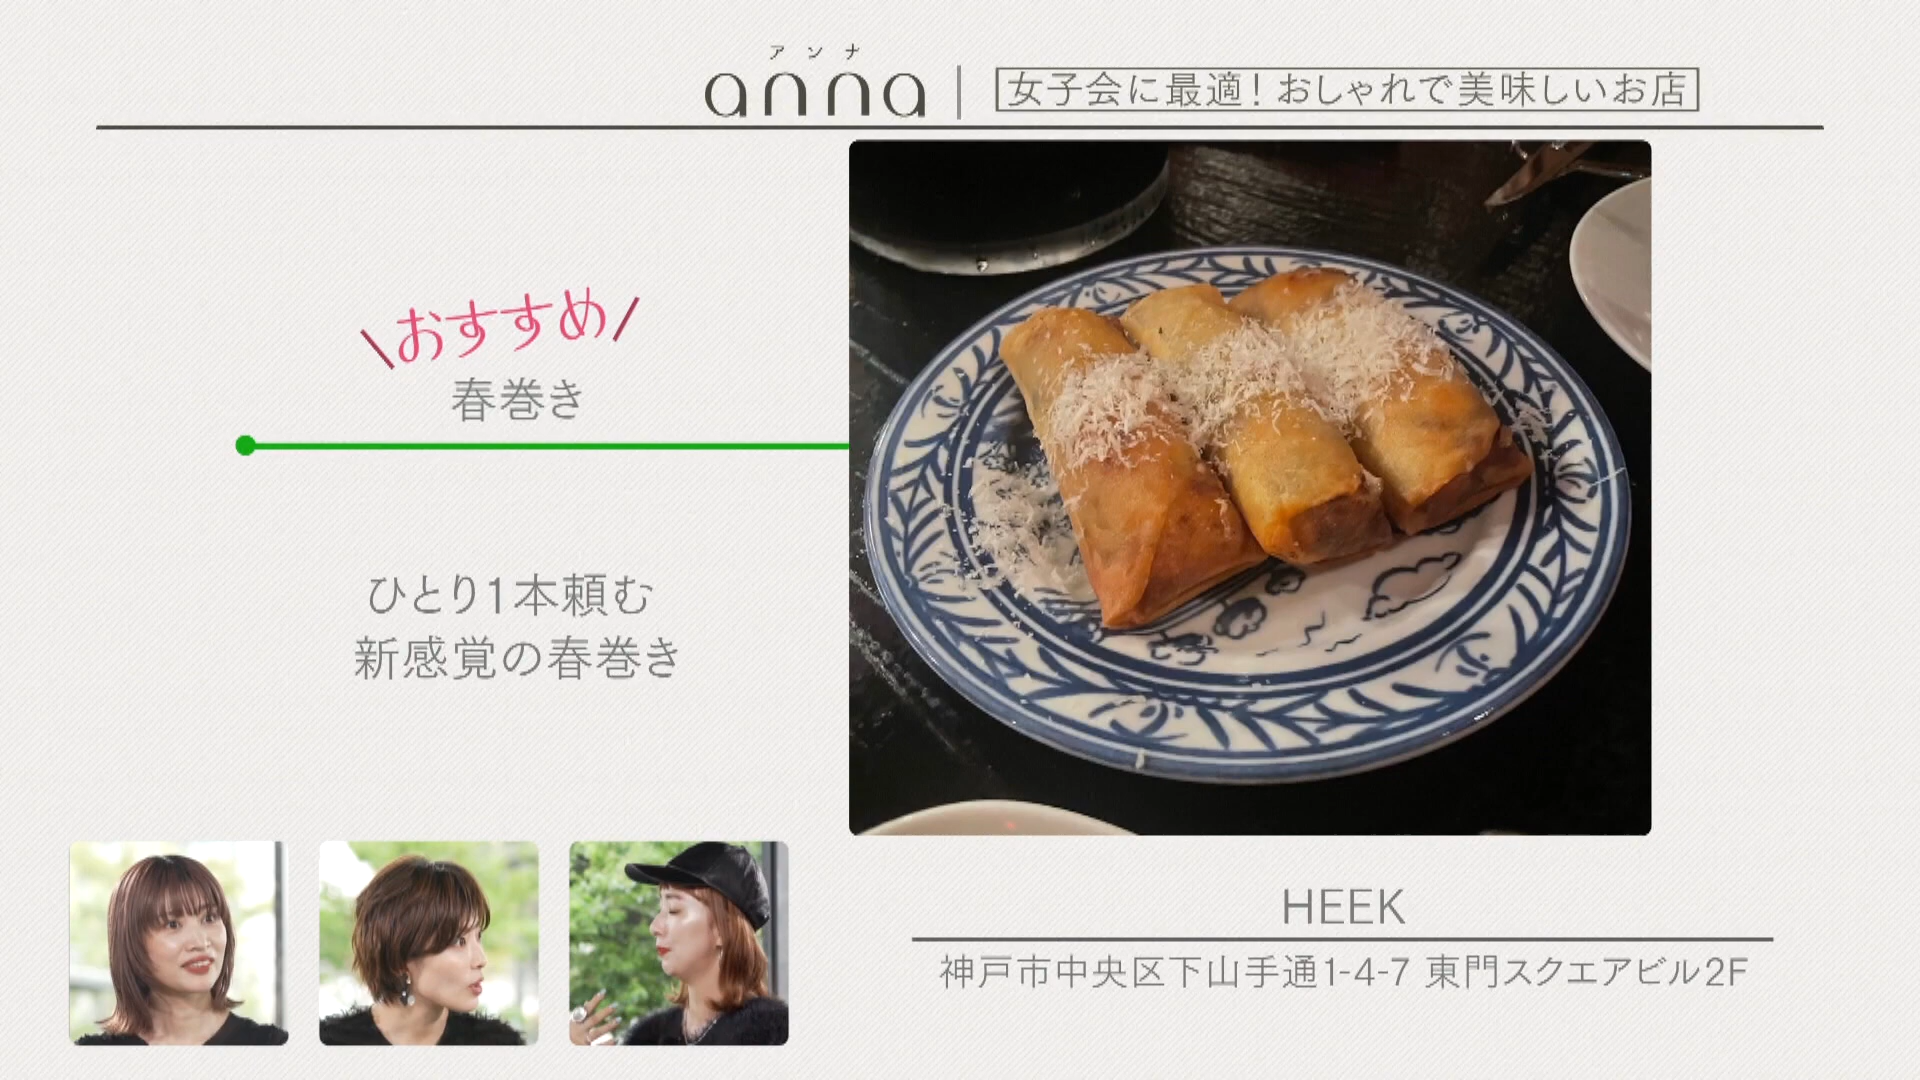 アンナ
anna
女子会に最適！おしゃれで美味しいお店
おすすめ
春巻き
ひとり1本頼む
新感覚の春巻き
HEEK
神戸市中央区下山手通1-4-7 東門スクエアビル2F